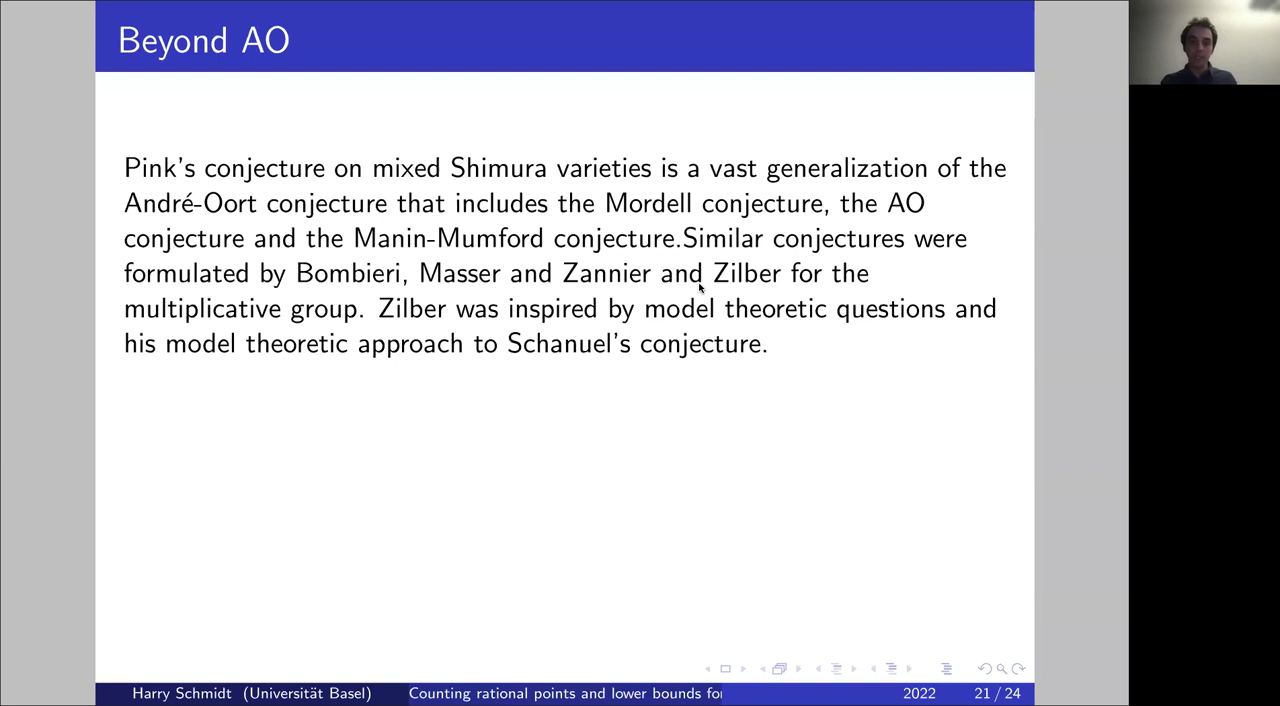 Beyond AO
Pink's conjecture on mixed Shimura varieties is a vast generalization of the
André-Oort conjecture that includes the Mordell conjecture, the AO
conjecture and the Manin-Mumford conjecture.Similar conjectures were
formulated by Bombieri, Masser and Zannier and Zilber for the
multiplicative group. Zilber was inspired by model theoretic questions and
his model theoretic approach to Schanuel's conjecture.
Harry Schmidt (Universität Basel) Counting rational points and lower bounds for 2022 21 / 24